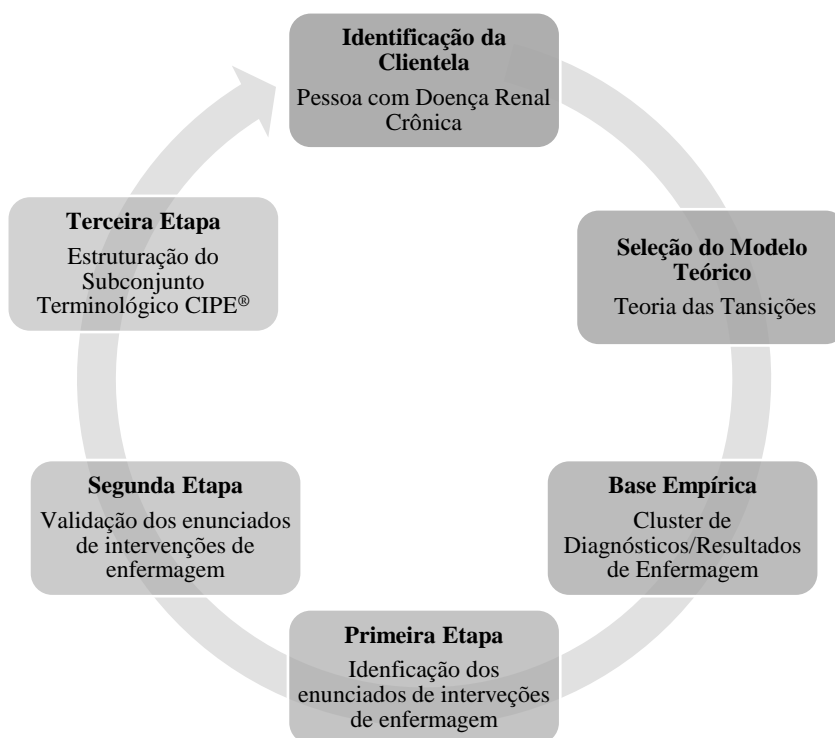 Identificação da
Clientela
Pessoa com Doença Renal
Crônica
Seleção do Modelo
Teórico
Teoria das Tansições
Base Empírica
Cluster de
Diagnósticos/Resultados
de Enfermagem
Primeira Etapa
Idenficação dos
enunciados de interveções
de enfermagem
Segunda Etapa
Validação dos enunciados
de intervenções de
enfermagem
Terceira Etapa
Estruturação do
Subconjunto
Terminológico CIPE®